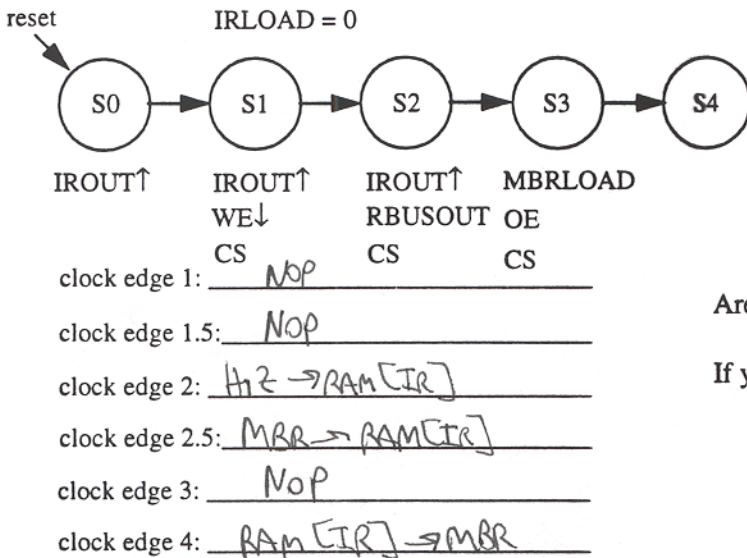 reset IRLOAD = 0
S0 S1 S2 S3 S4
IROUT↑ IROUT↑ IROUT↑ MBRLOAD
WE↓ RBUSOUT OE
CS CS CS
clock edge 1: NOP
clock edge 1.5: NOP
clock edge 2: HiZ → RAM[IR]
clock edge 2.5: MBR → RAM[IR]
clock edge 3: NOP
clock edge 4: RAM[IR] → MBR
If y